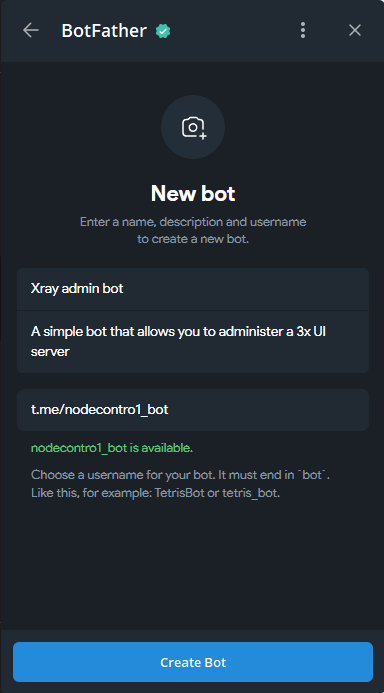 BotFather
New bot
Enter a name, description and username
to create a new bot.
Xray admin bot
A simple bot that allows you to administer a 3x UI
server
t.me/nodecontro1_bot
nodecontro1_bot is available.
Choose a username for your bot. It must end in `bot`.
Like this, for example: TetrisBot or tetris_bot.
Create Bot